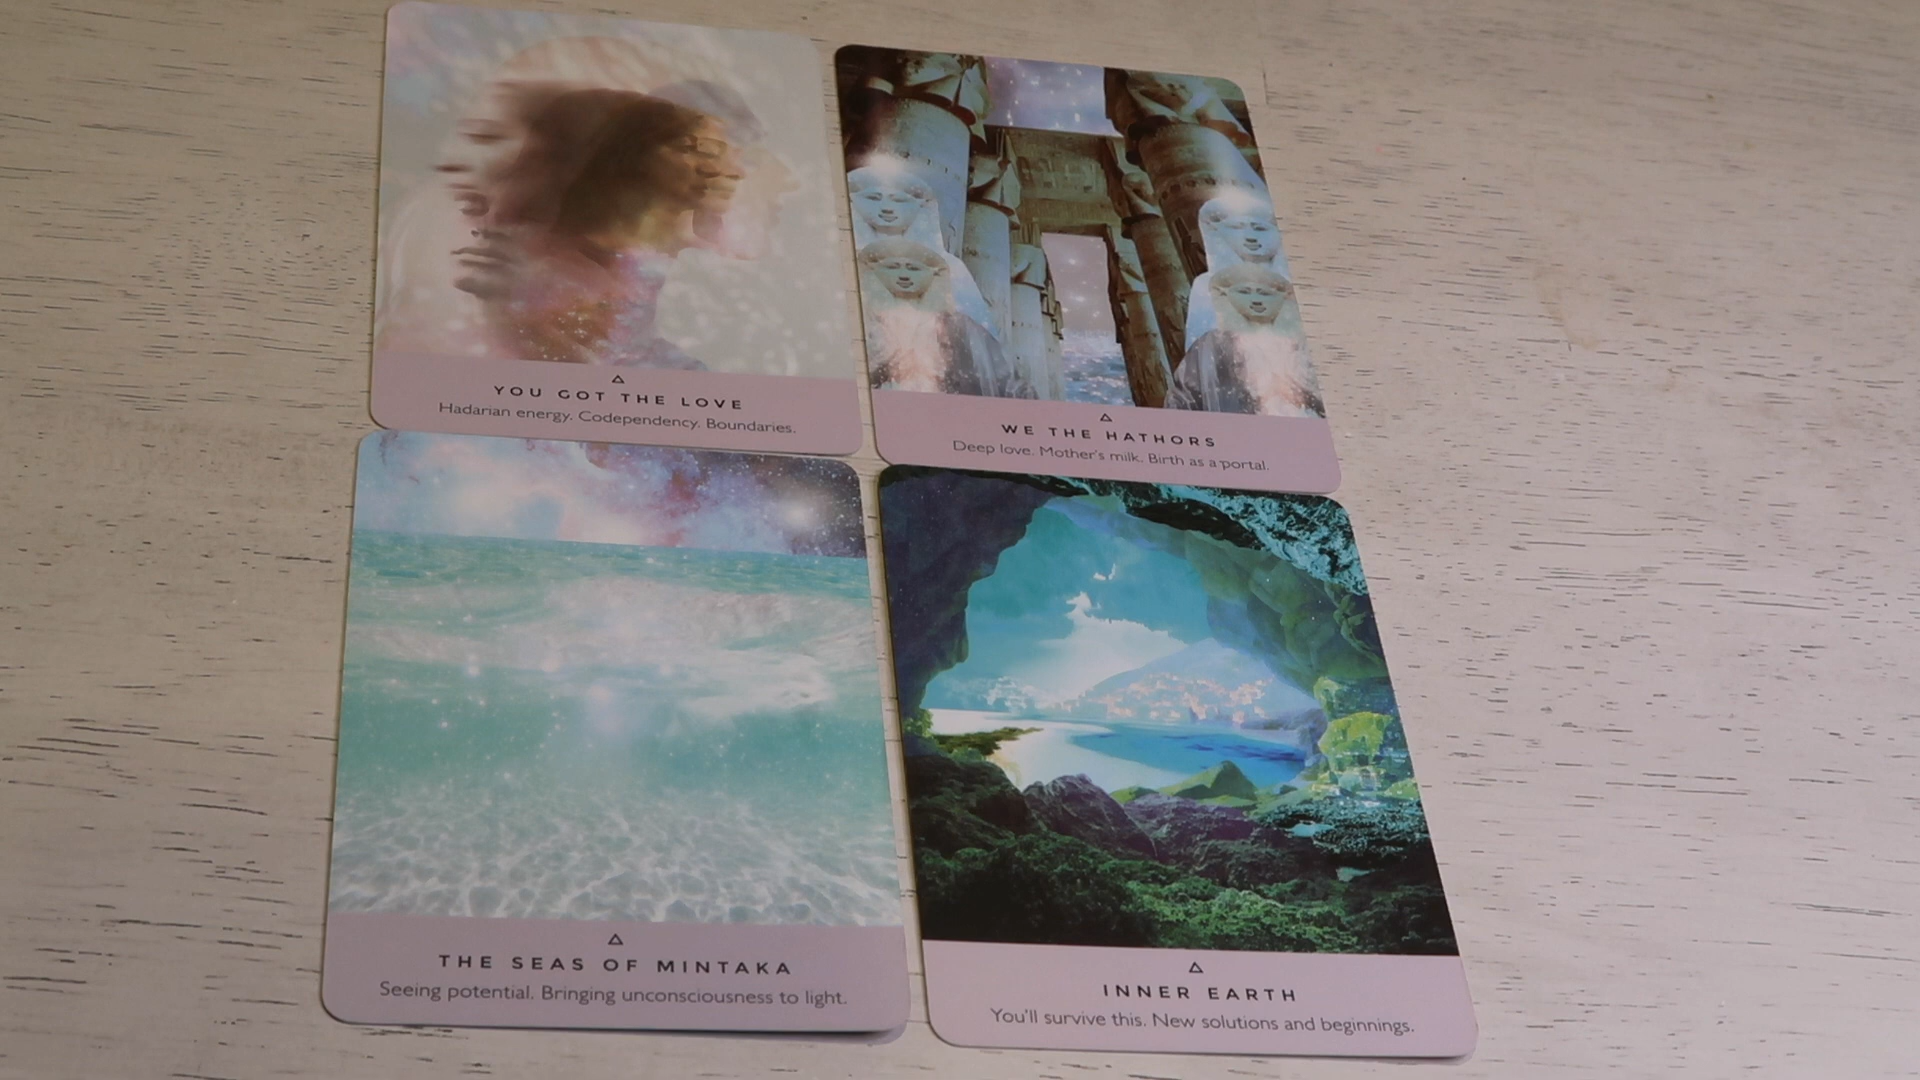 YOU GOT THE LOVE
Hadarian energy. Codependency. Boundaries.
WE THE HATHORS
Deep love. Mother's milk. Birth as a portal.
THE SEAS OF MINTAKA
Seeing potential. Bringing unconsciousness to light.
INNER EARTH
You'll survive this. New solutions and beginnings.